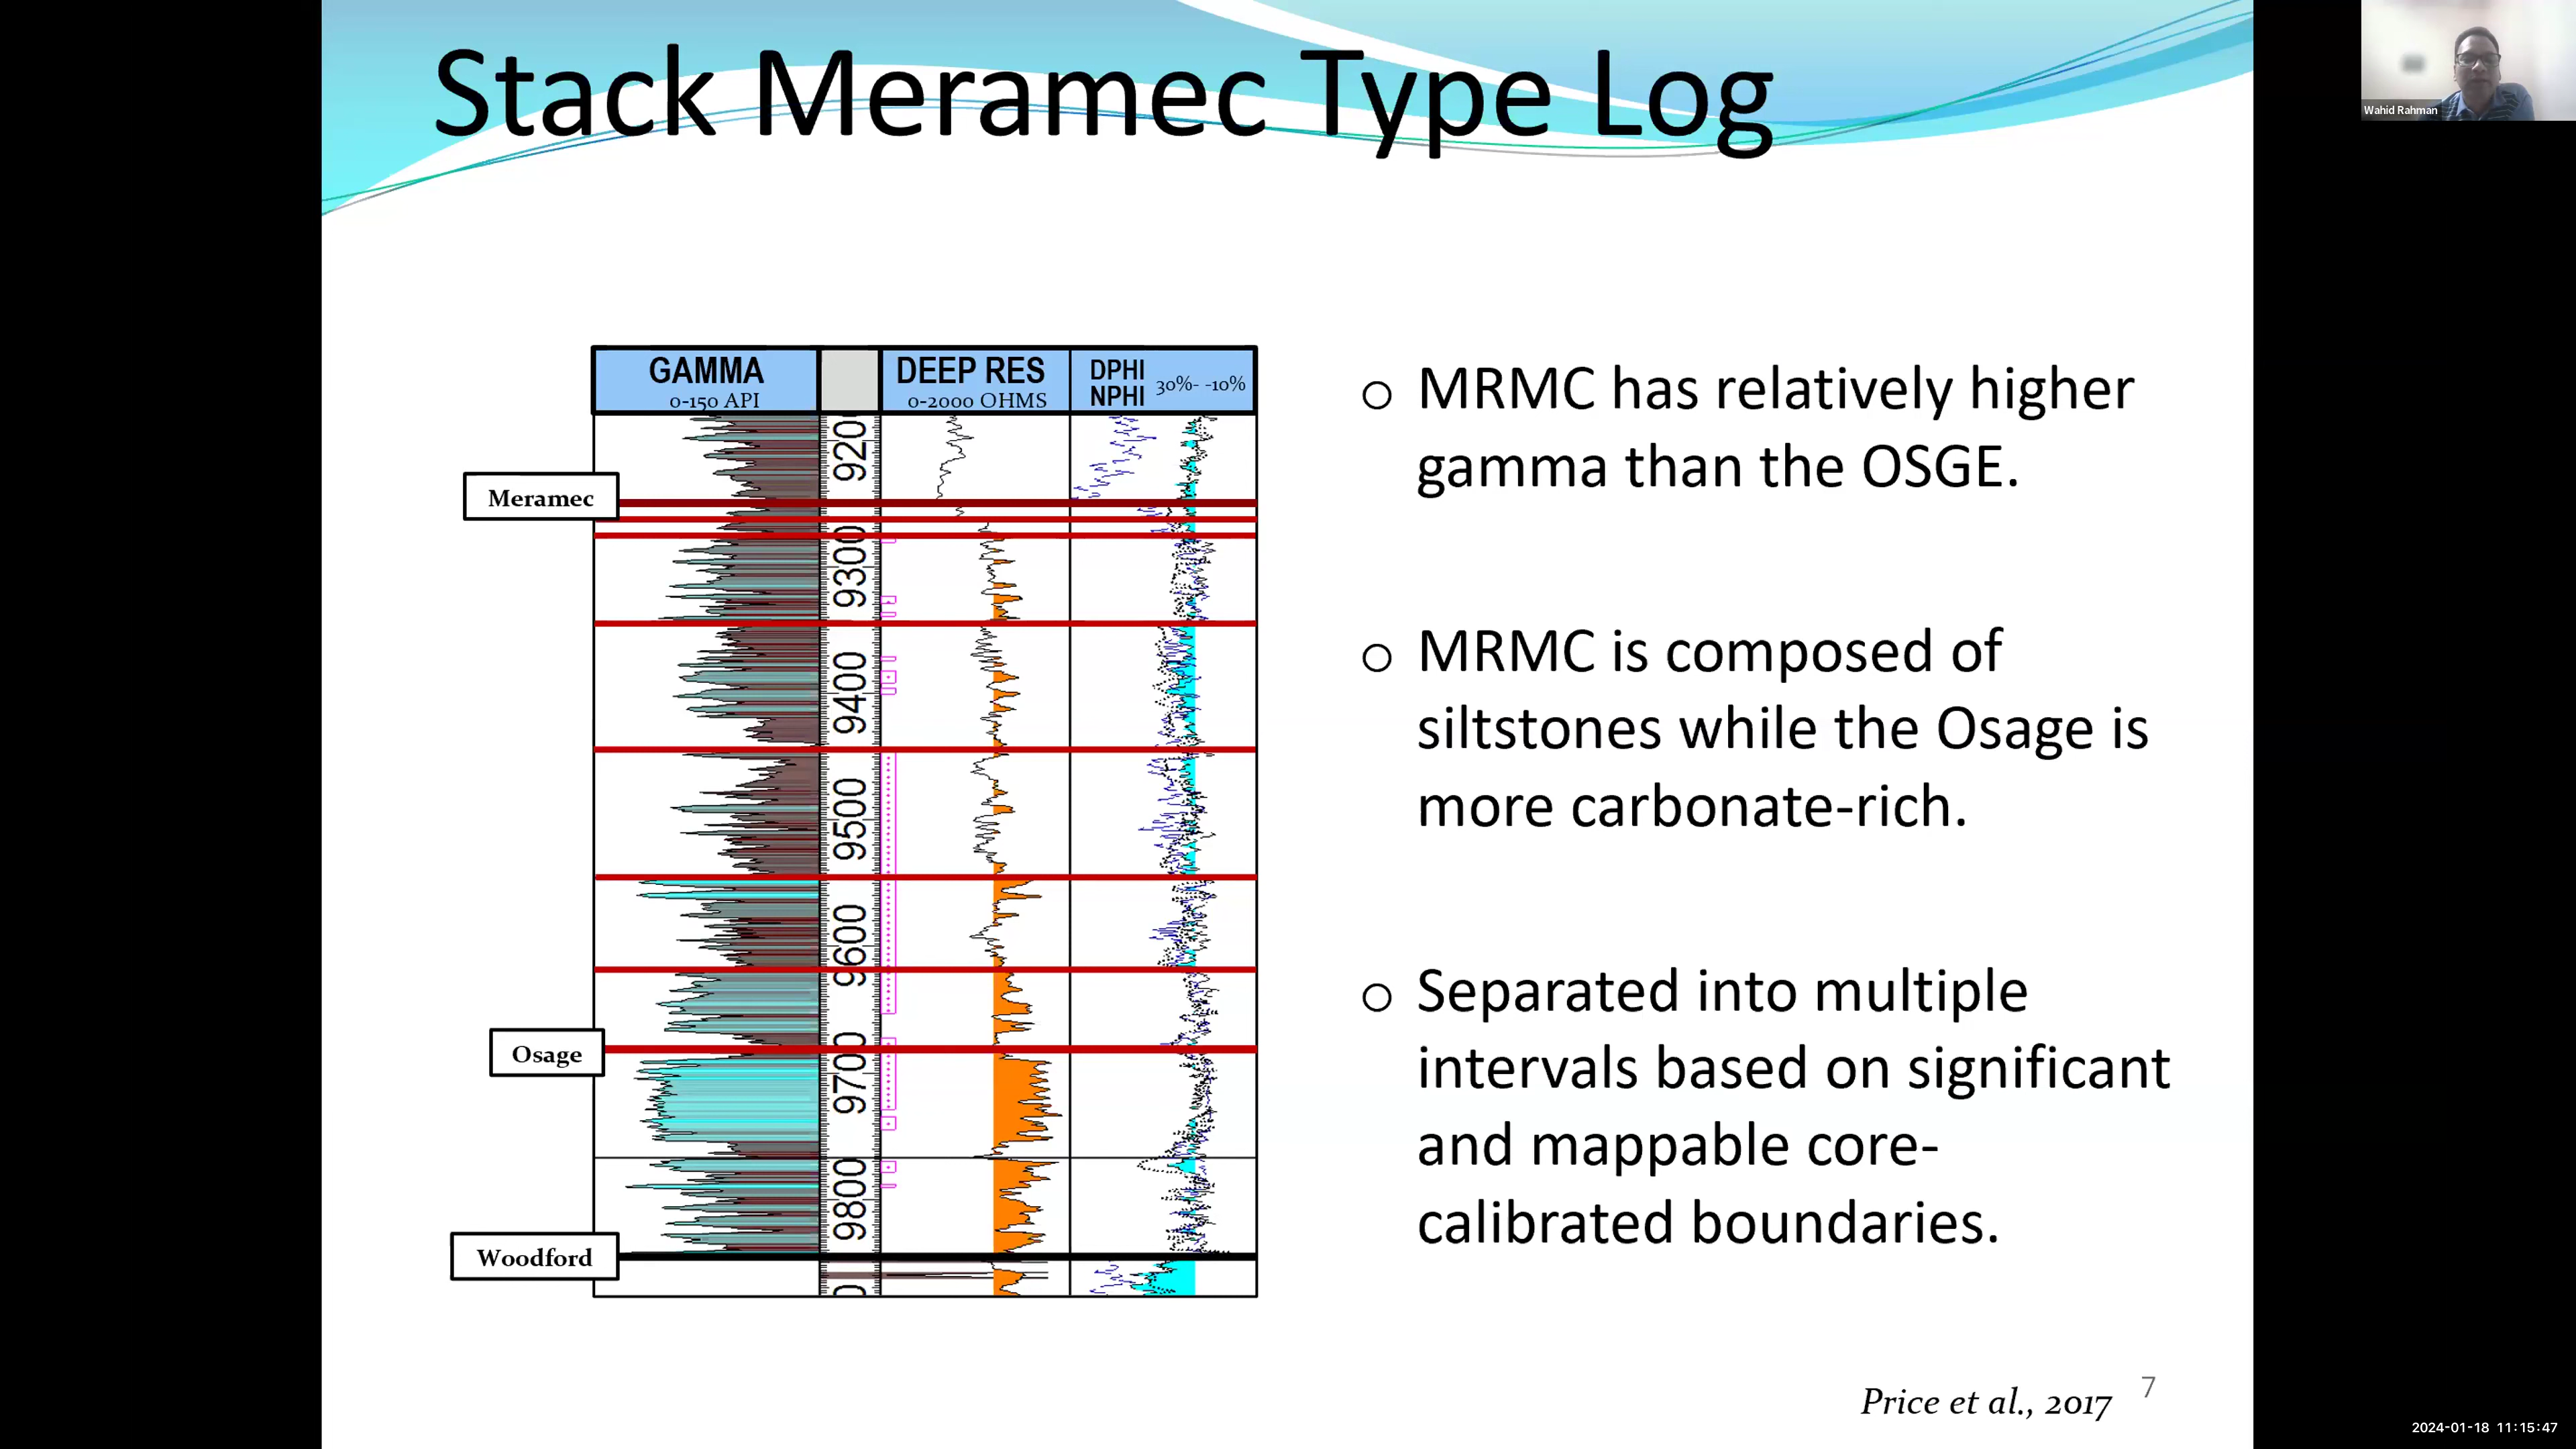 Stack Meramec Type Log
Wahid Rahman
GAMMA
0-150 API
DEEP RES
0-2000 OHMS
DPHI
NPHI
30%- -10%
Meramec
Osage
Woodford
9200
9300
9400
9500
9600
9700
9800
MRMC has relatively higher
gamma than the OSGE.
MRMC is composed of
siltstones while the Osage is
more carbonate-rich.
Separated into multiple
intervals based on significant
and mappable core-
calibrated boundaries.
Price et al., 2017
7
2024-01-18 11:15:47